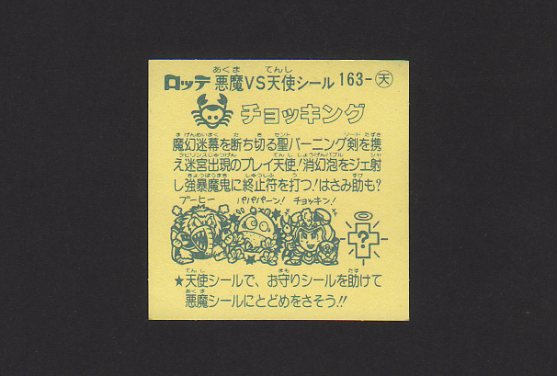 ロッテ 悪魔VS天使シール 163-天
チョッキング
魔幻迷幕を断ち切る聖バーニング剣を携
え迷宮出現のプレイ天使!消幻泡をジェ射
し強暴魔鬼に終止符を打つ!はさみ助も?
ブーヒー パパパーン! チョッキン!
?
★天使シールで、お守りシールを助けて
悪魔シールにとどめをさそう!!